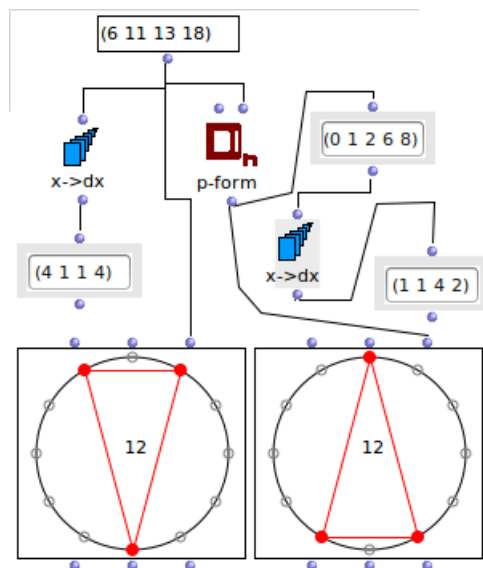 (6 11 13 18)
x->dx
p-form
n
(0 1 2 6 8)
(4 1 1 4)
x->dx
(1 1 4 2)
12
12